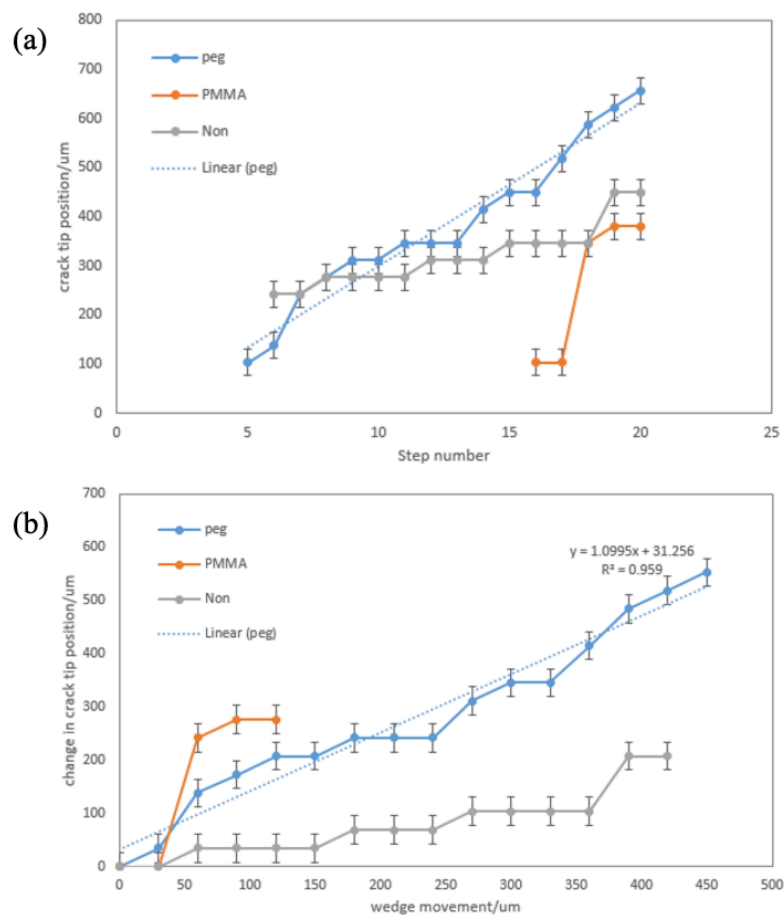 (a)
800
700
600
500
400
300
200
100
0
crack tip position/um
peg
PMMA
Non
Linear (peg)
0 5 10 15 20 25
Step number
(b)
700
600
500
400
300
200
100
0
change in crack tip position/um
peg
PMMA
Non
Linear (peg)
y = 1.0995x + 31.256
R² = 0.959
0 50 100 150 200 250 300 350 400 450 500
wedge movement/um